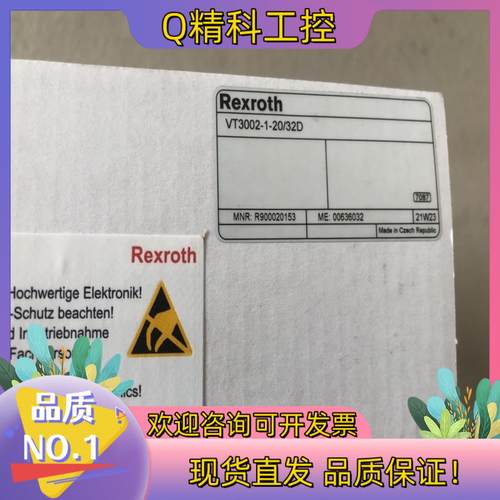 Q精科工控
Rexroth
VT3002-1-20/32D
7087
MNR: R900020153
ME: 00636032
21W23
Made in Czech Republic
Rexroth
Hochwertige Elektronik!
-Schutz beachten!
triebnahme
品质
NO.1
欢迎咨询可开发票
现货直发 品质保证!